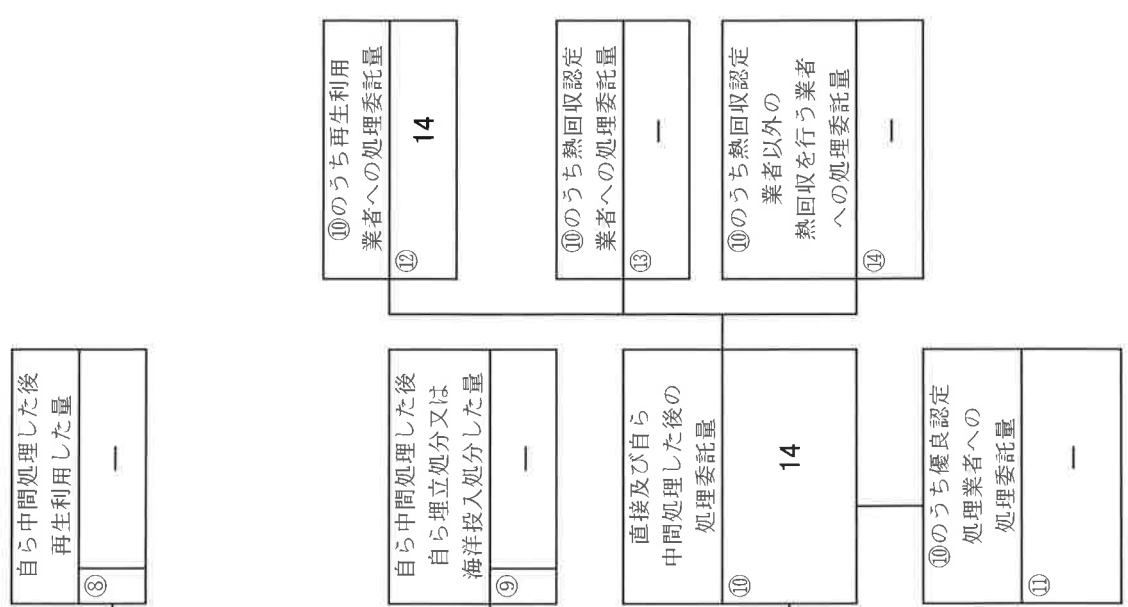 自ら中間処理した後
再生利用した量
⑧
ー
自ら中間処理した後
自ら埋立処分又は
海洋投入処分した量
⑨
ー
直接及び自ら
中間処理した後の
処理委託量
⑩
14
⑩のうち優良認定
処理業者への
処理委託量
⑪
ー
⑩のうち再生利用
業者への処理委託量
⑫
14
⑩のうち熱回収認定
業者への処理委託量
⑬
ー
⑩のうち熱回収認定
業者以外の
熱回収を行う業者
への処理委託量
⑭
ー